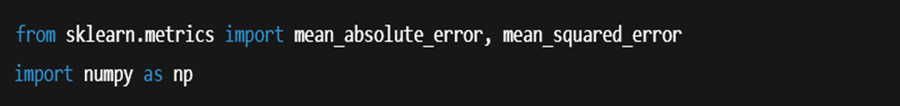 from sklearn.metrics import mean_absolute_error, mean_squared_error
import numpy as np